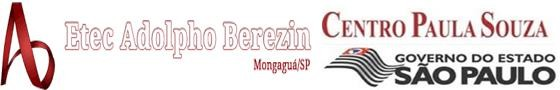 Etec Adolpho Berezin
Mongaguá/SP
CENTRO PAULA SOUZA
GOVERNO DO ESTADO
SÃO PAULO